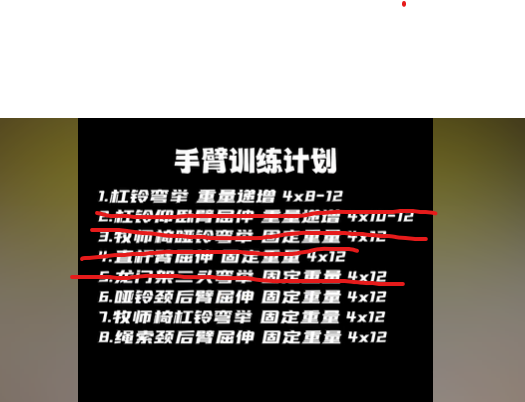 手臂训练计划
1.杠铃弯举 重量递增 4x8-12
2.杠铃仰卧臂屈伸 重量递增 4x10-12
3.牧师椅哑铃弯举 固定重量 4x12
4.直杆臂屈伸 固定重量 4x12
5.龙门架二头弯举 固定重量 4x12
6.哑铃颈后臂屈伸 固定重量 4x12
7.牧师椅杠铃弯举 固定重量 4x12
8.绳索颈后臂屈伸 固定重量 4x12